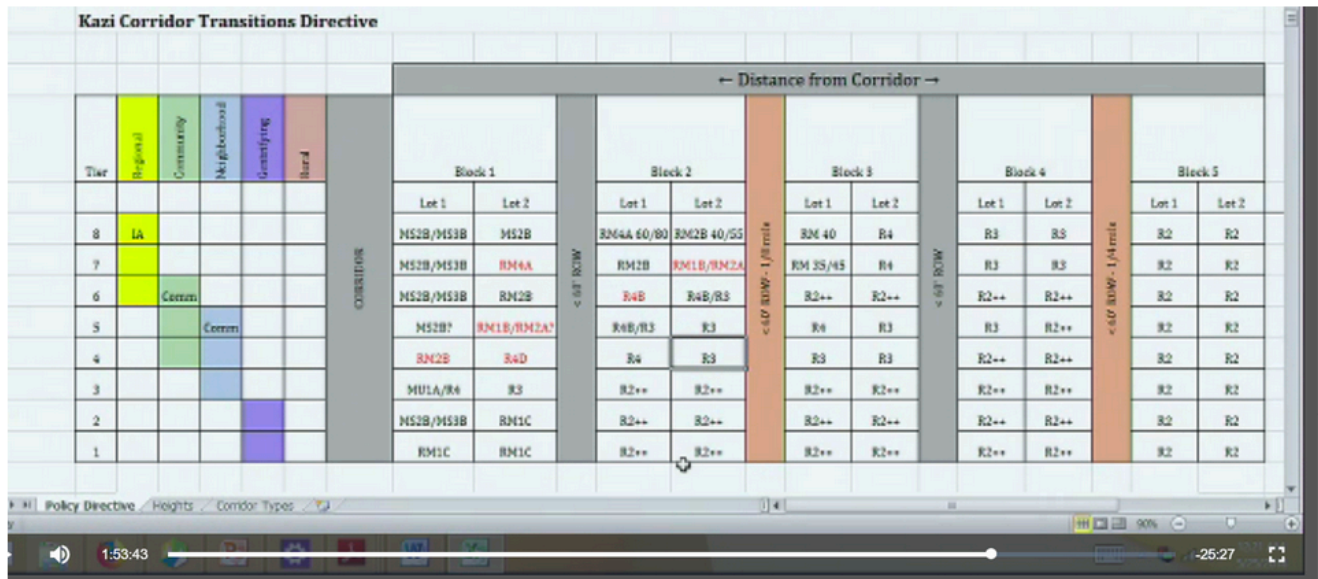 Kazi Corridor Transitions Directive
← Distance from Corridor →
Tier Regional Community Neighborhood Gentrifying Rural CORRIDOR Block 1 Block 2 Block 3 Block 4 Block 5
Lot 1 Lot 2 Lot 1 Lot 2 Lot 1 Lot 2 Lot 1 Lot 2 Lot 1 Lot 2
< 60' ROW < 60' ROW - 1/8 mile < 60' ROW < 60' ROW - 1/4 mile
8 IA MS2B/MS3B MS2B RM4A 60/80 RM2B 40/55 RM 40 R4 R3 R3 R2 R2
7 MS2B/MS3B RM4A RM2B RM1B/RM2A RM 35/45 R4 R3 R3 R2 R2
6 Comm MS2B/MS3B RM2B R4B R4B/R3 R2++ R2++ R2++ R2++ R2 R2
5 Comm MS2B? RM1B/RM2A? R4B/R3 R3 R4 R3 R3 R2++ R2 R2
4 RM2B R4D R4 R3 R3 R3 R2++ R2++ R2 R2
3 MU1A/R4 R3 R2++ R2++ R2++ R2++ R2++ R2++ R2 R2
2 MS2B/MS3B RM1C R2++ R2++ R2++ R2++ R2++ R2++ R2 R2
1 RM1C RM1C R2++ R2++ R2++ R2++ R2++ R2++ R2 R2
Policy Directive Heights Corridor Types
90%
1:53:43 -25:27